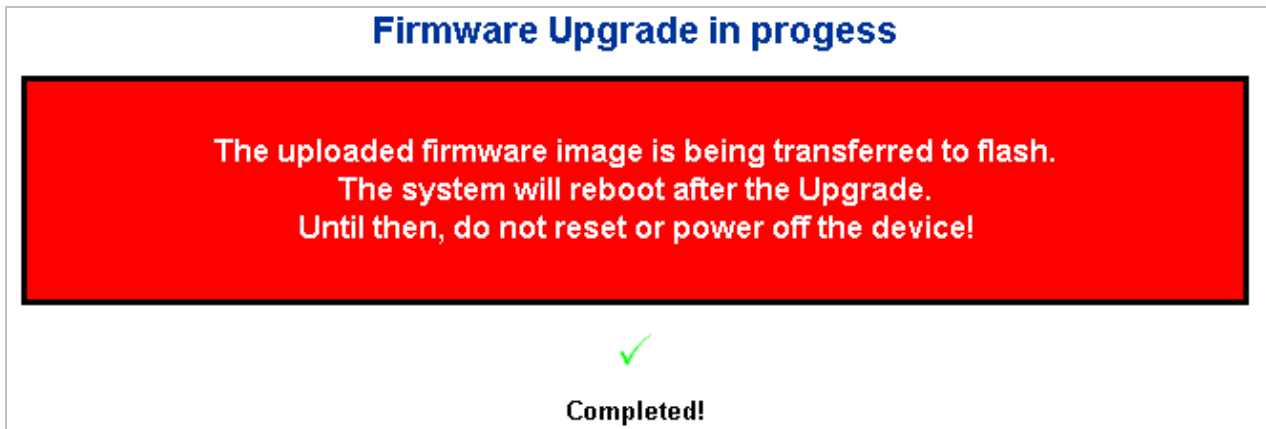 Firmware Upgrade in progess
The uploaded firmware image is being transferred to flash.
The system will reboot after the Upgrade.
Until then, do not reset or power off the device!
Completed!